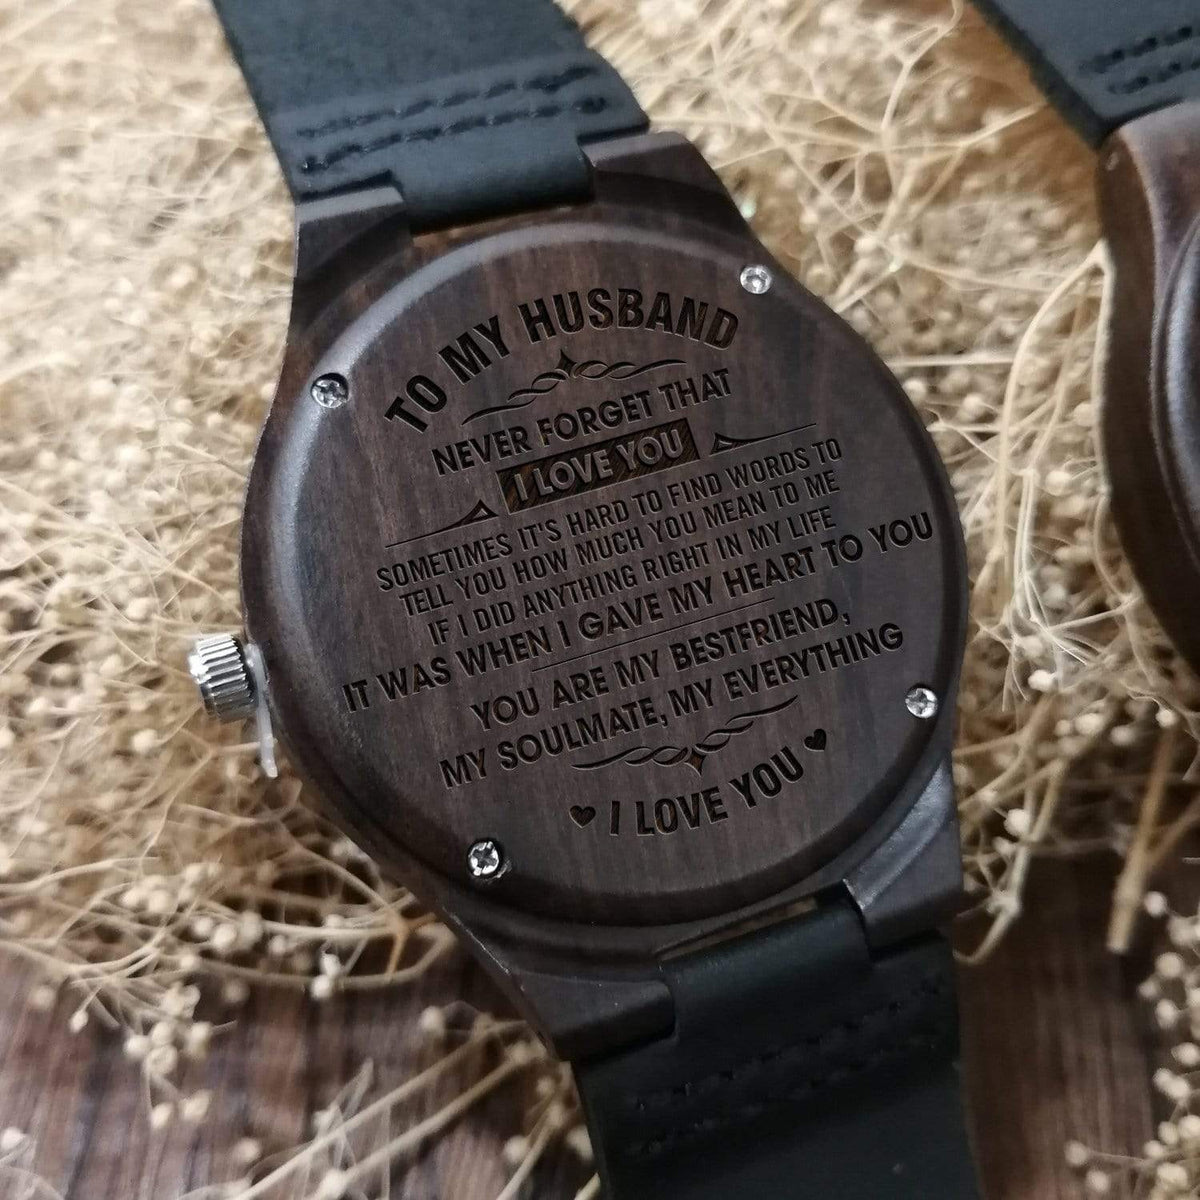 TO MY HUSBAND
NEVER FORGET THAT
I LOVE YOU
SOMETIMES IT'S HARD TO FIND WORDS TO
TELL YOU HOW MUCH YOU MEAN TO ME
IF I DID ANYTHING RIGHT IN MY LIFE
IT WAS WHEN I GAVE MY HEART TO YOU
YOU ARE MY BESTFRIEND,
MY SOULMATE, MY EVERYTHING
I LOVE YOU